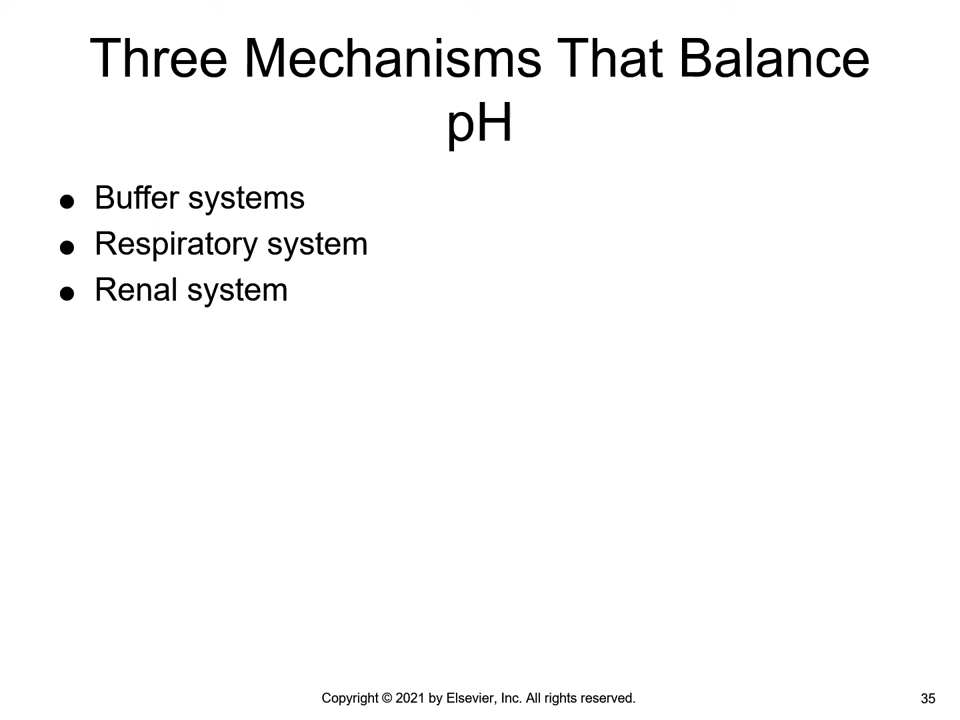 Three Mechanisms That Balance
pH
● Buffer systems
● Respiratory system
● Renal system
Copyright © 2021 by Elsevier, Inc. All rights reserved.
35